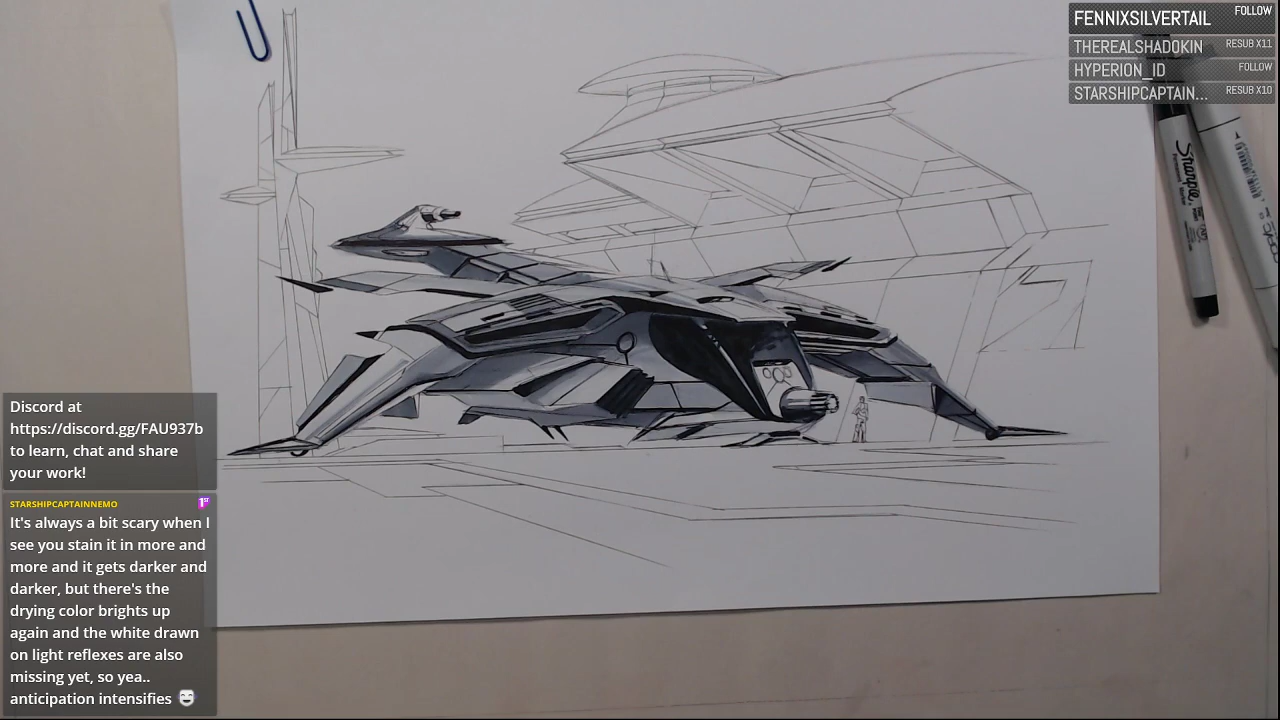 FENNIXSILVERTAIL FOLLOW
THEREALSHADOKIN RESUB X11
HYPERION_ID FOLLOW
STARSHIPCAPTAIN... RESUB X10
Sharpie
Discord at
https://discord.gg/FAU937b
to learn, chat and share
your work!
STARSHIPCAPTAINNEMO 1st
It's always a bit scary when I
see you stain it in more and
more and it gets darker and
darker, but there's the
drying color brights up
again and the white drawn
on light reflexes are also
missing yet, so yea..
anticipation intensifies